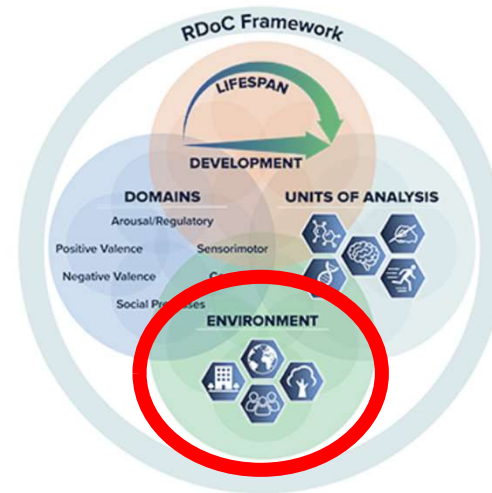 RDoC Framework
LIFESPAN
DEVELOPMENT
DOMAINS
Arousal/Regulatory
Positive Valence
Sensorimotor
Negative Valence
Social Processes
UNITS OF ANALYSIS
ENVIRONMENT